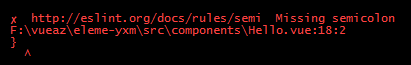 ✗  http://eslint.org/docs/rules/semi  Missing semicolon
F:\vueaz\eleme-yxm\src\components\Hello.vue:18:2
}
^